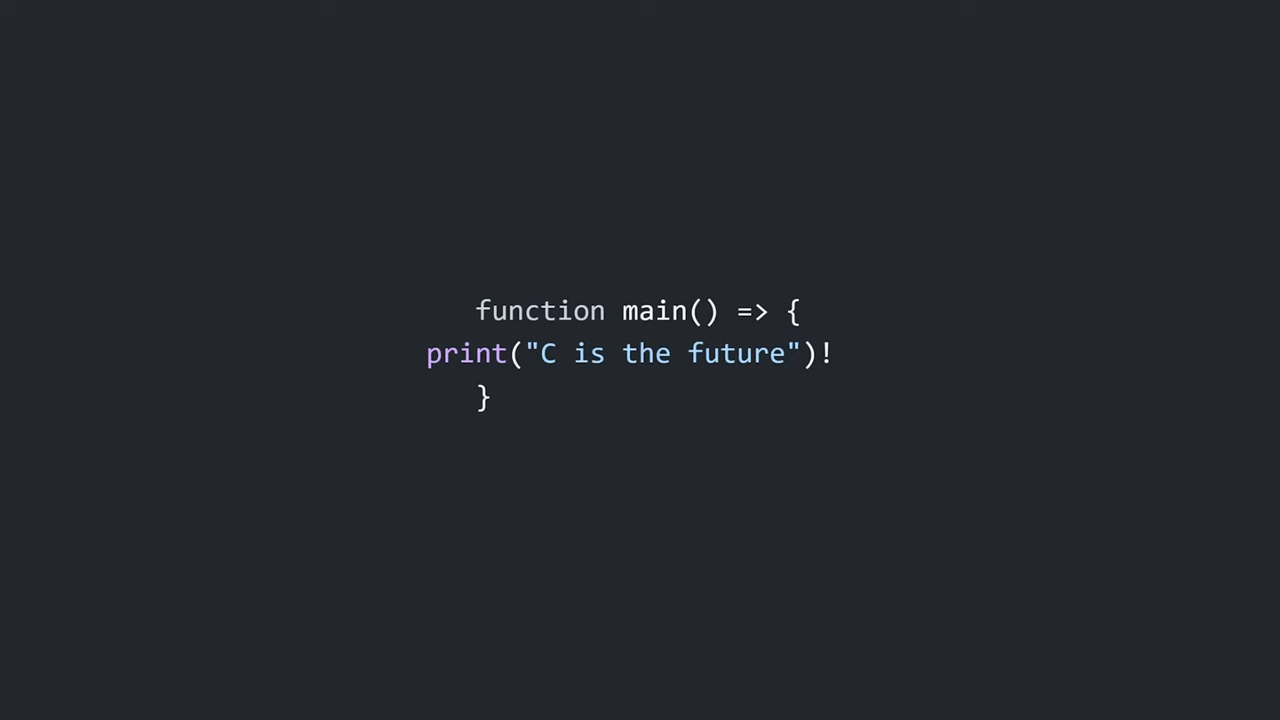 function main() => {
print("C is the future")!
}